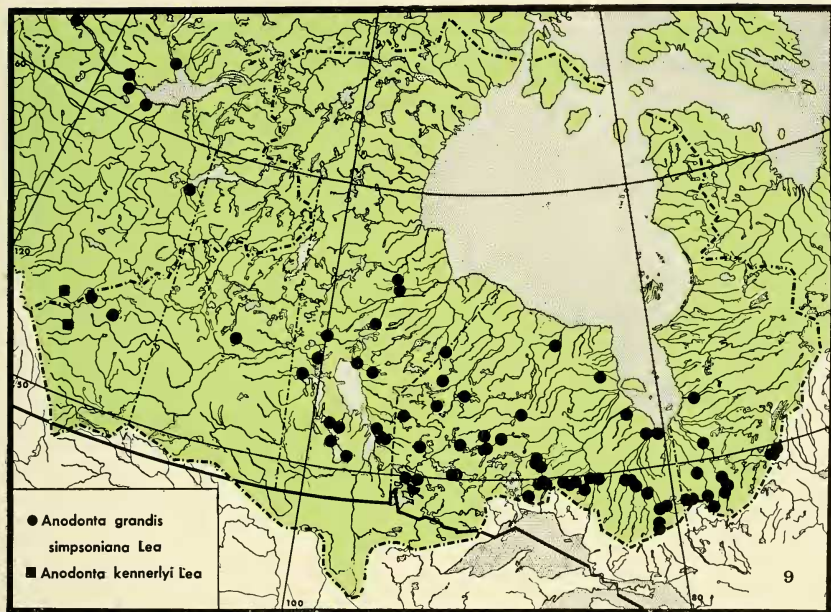 60
120
50
● Anodonta grandis
simpsoniana Lea
■ Anodonta kennerlyi Lea
100
80
9